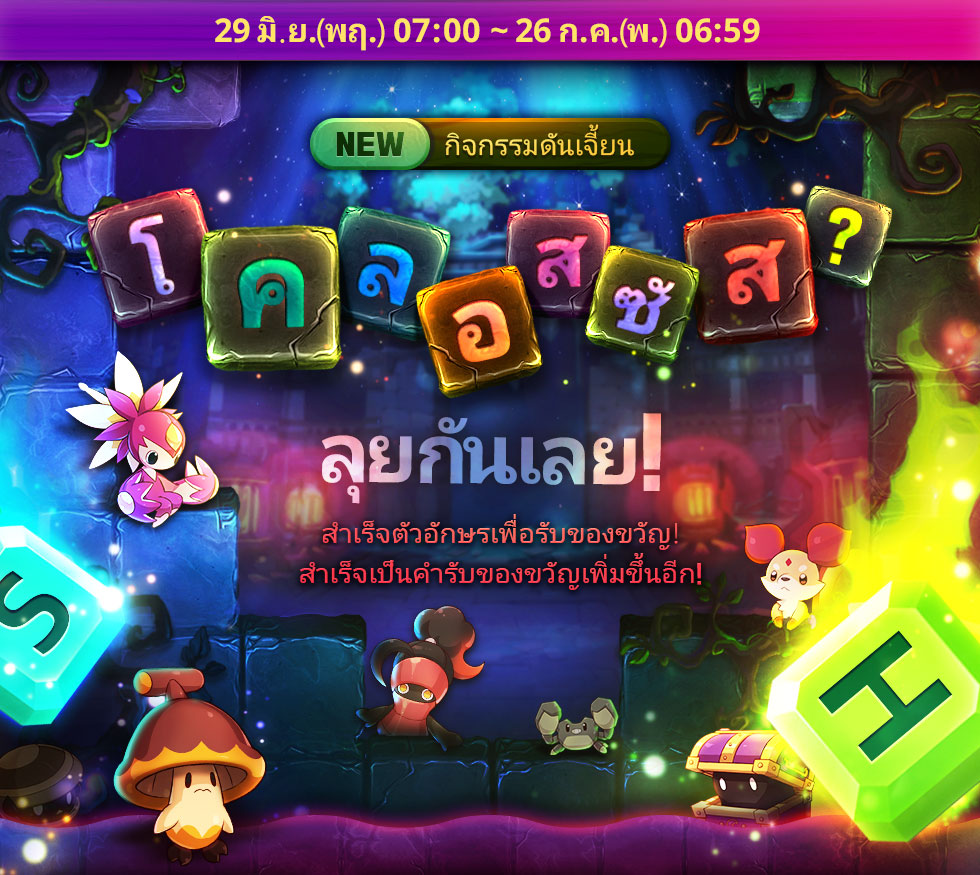 29 มิ.ย.(พฤ.) 07:00 ~ 26 ก.ค.(พ.) 06:59
NEW กิจกรรมดันเจี้ยน
โคลอสซัส?
ลุยกันเลย!
สำเร็จตัวอักษรเพื่อรับของขวัญ!
สำเร็จเป็นคำรับของขวัญเพิ่มขึ้นอีก!
S
H